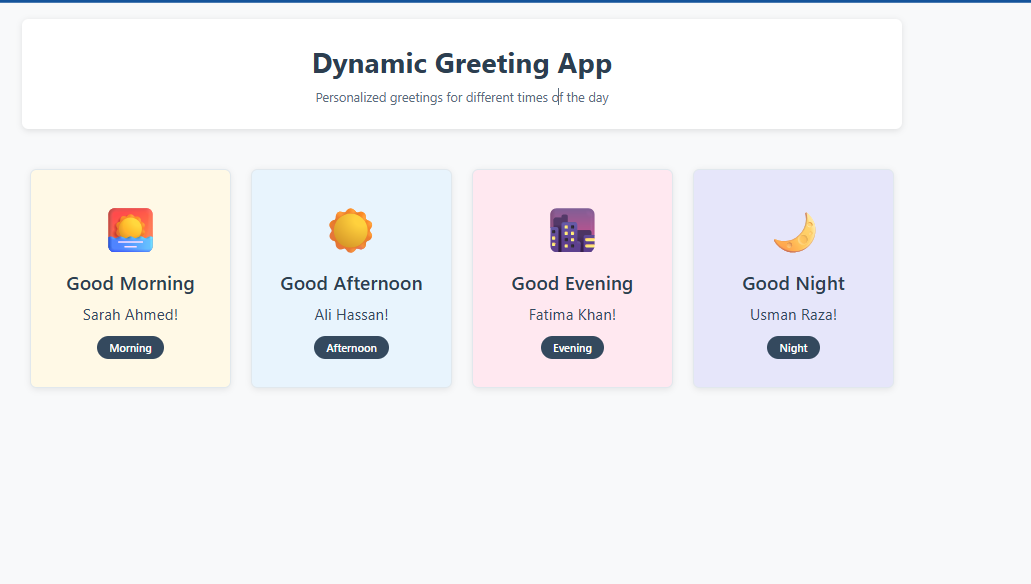 Dynamic Greeting App
Personalized greetings for different times of the day
Good Morning
Sarah Ahmed!
Morning
Good Afternoon
Ali Hassan!
Afternoon
Good Evening
Fatima Khan!
Evening
Good Night
Usman Raza!
Night